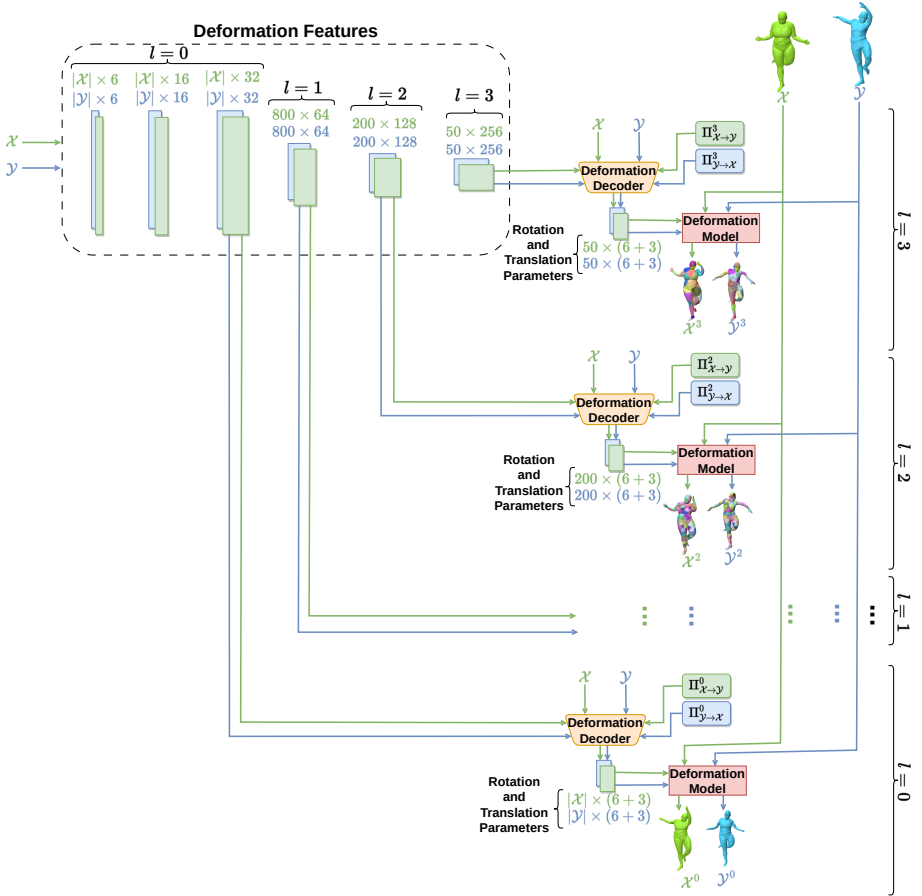 Deformation Features
l = 0
|𝒳| × 6 |𝒳| × 16 |𝒳| × 32
|𝒴| × 6 |𝒴| × 16 |𝒴| × 32
l = 1
800 × 64
800 × 64
l = 2
200 × 128
200 × 128
l = 3
50 × 256
50 × 256
𝒳
𝒴
𝒳
𝒴
𝒳 𝒴
Π³𝒳→𝒴
Π³𝒴→𝒳
Deformation
Decoder
Deformation
Model
Rotation
and
Translation
Parameters
50 × (6 + 3)
50 × (6 + 3)
𝒳³ 𝒴³
l = 3
𝒳 𝒴
Π²𝒳→𝒴
Π²𝒴→𝒳
Deformation
Decoder
Deformation
Model
Rotation
and
Translation
Parameters
200 × (6 + 3)
200 × (6 + 3)
𝒳² 𝒴²
l = 2
l = 1
𝒳 𝒴
Π⁰𝒳→𝒴
Π⁰𝒴→𝒳
Deformation
Decoder
Deformation
Model
Rotation
and
Translation
Parameters
|𝒳| × (6 + 3)
|𝒴| × (6 + 3)
𝒳⁰ 𝒴⁰
l = 0